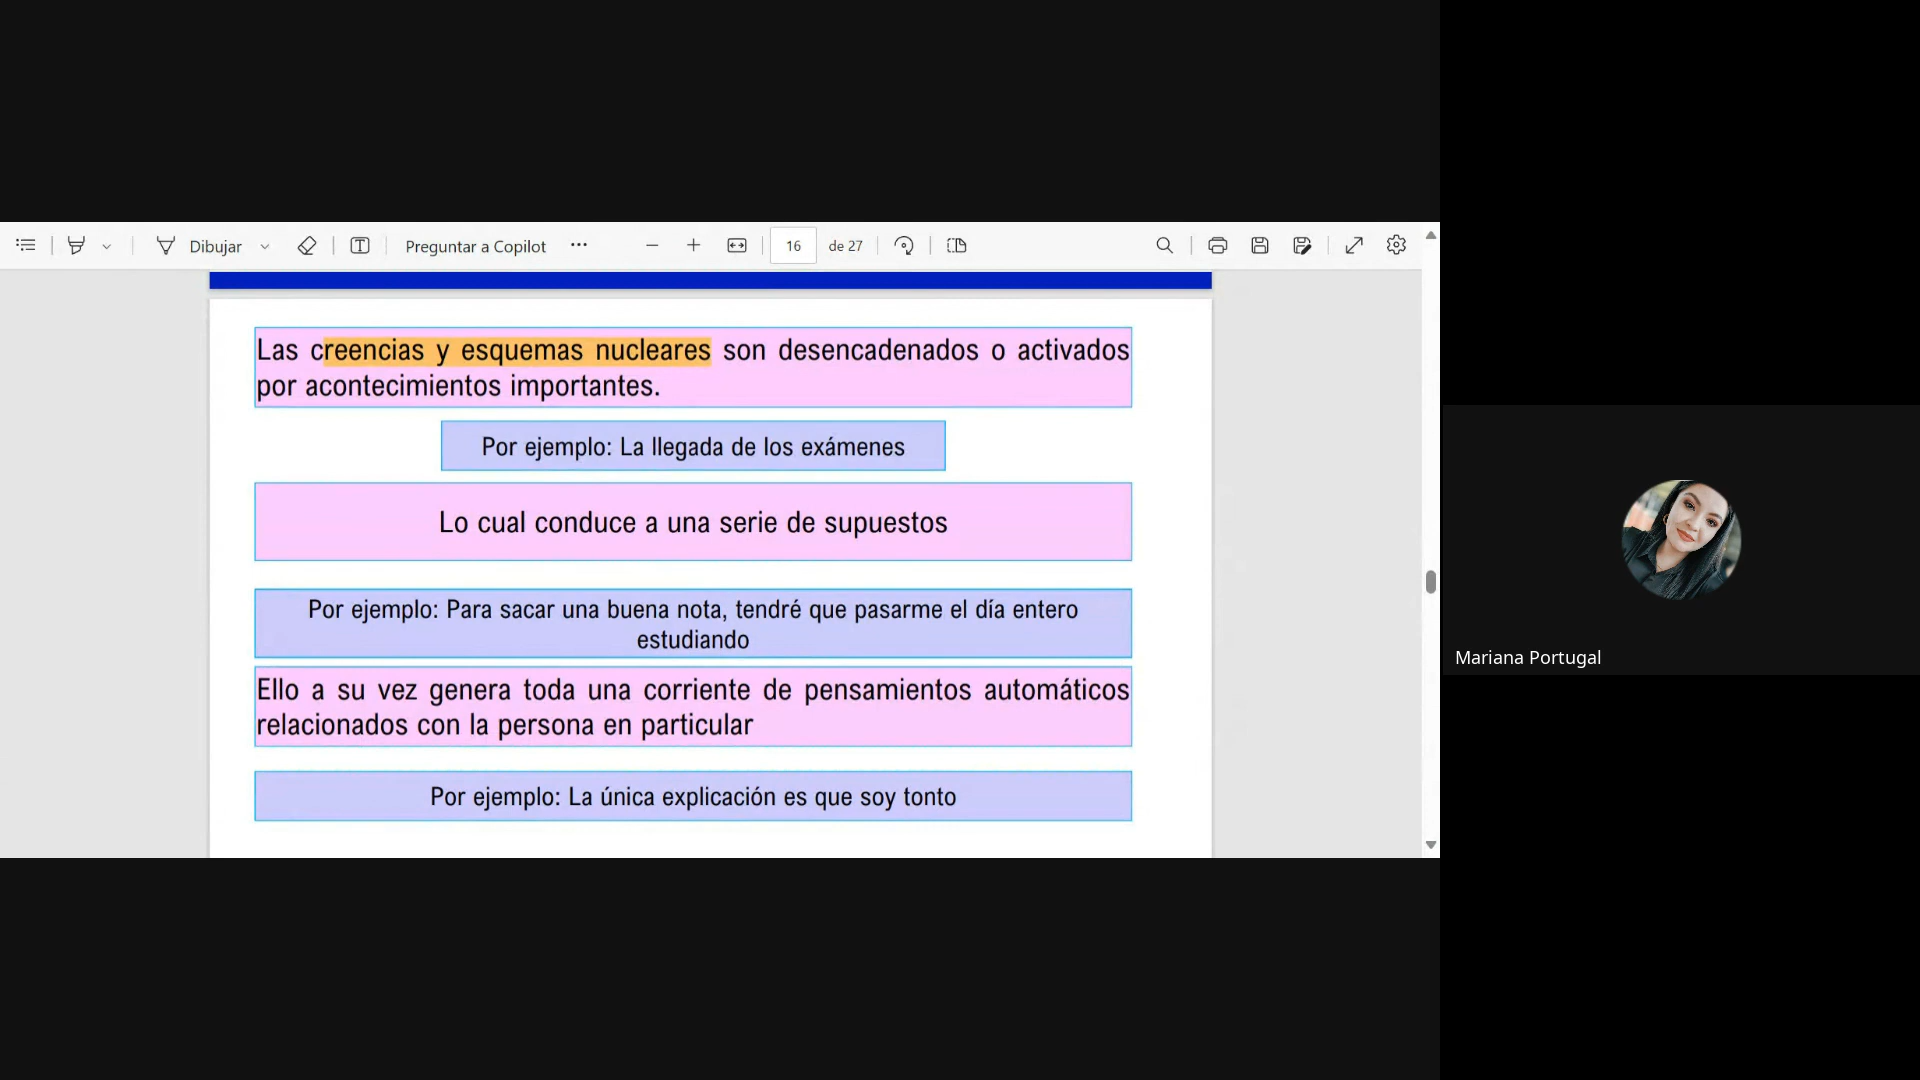 Dibujar
Preguntar a Copilot
16 de 27
Las creencias y esquemas nucleares son desencadenados o activados
por acontecimientos importantes.
Por ejemplo: La llegada de los exámenes
Lo cual conduce a una serie de supuestos
Por ejemplo: Para sacar una buena nota, tendré que pasarme el día entero
estudiando
Ello a su vez genera toda una corriente de pensamientos automáticos
relacionados con la persona en particular
Por ejemplo: La única explicación es que soy tonto
Mariana Portugal